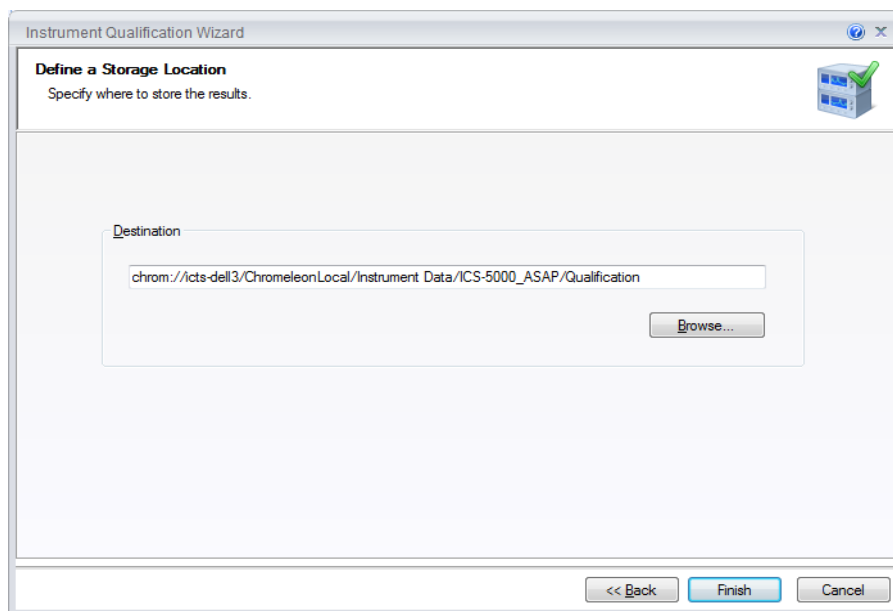 Instrument Qualification Wizard
Define a Storage Location
Specify where to store the results.
Destination
chrom://icts-dell3/ChromeleonLocal/Instrument Data/ICS-5000_ASAP/Qualification
Browse...
<< Back
Finish
Cancel